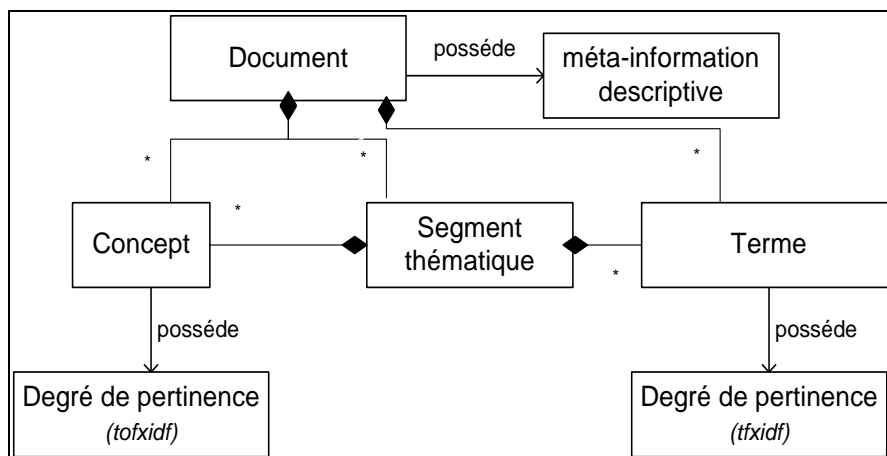 Document
posséde
méta-information
descriptive
*
*
*
*
Concept
Segment
thématique
Terme
*
posséde
posséde
Degré de pertinence
(tofxidf)
Degré de pertinence
(tfxidf)